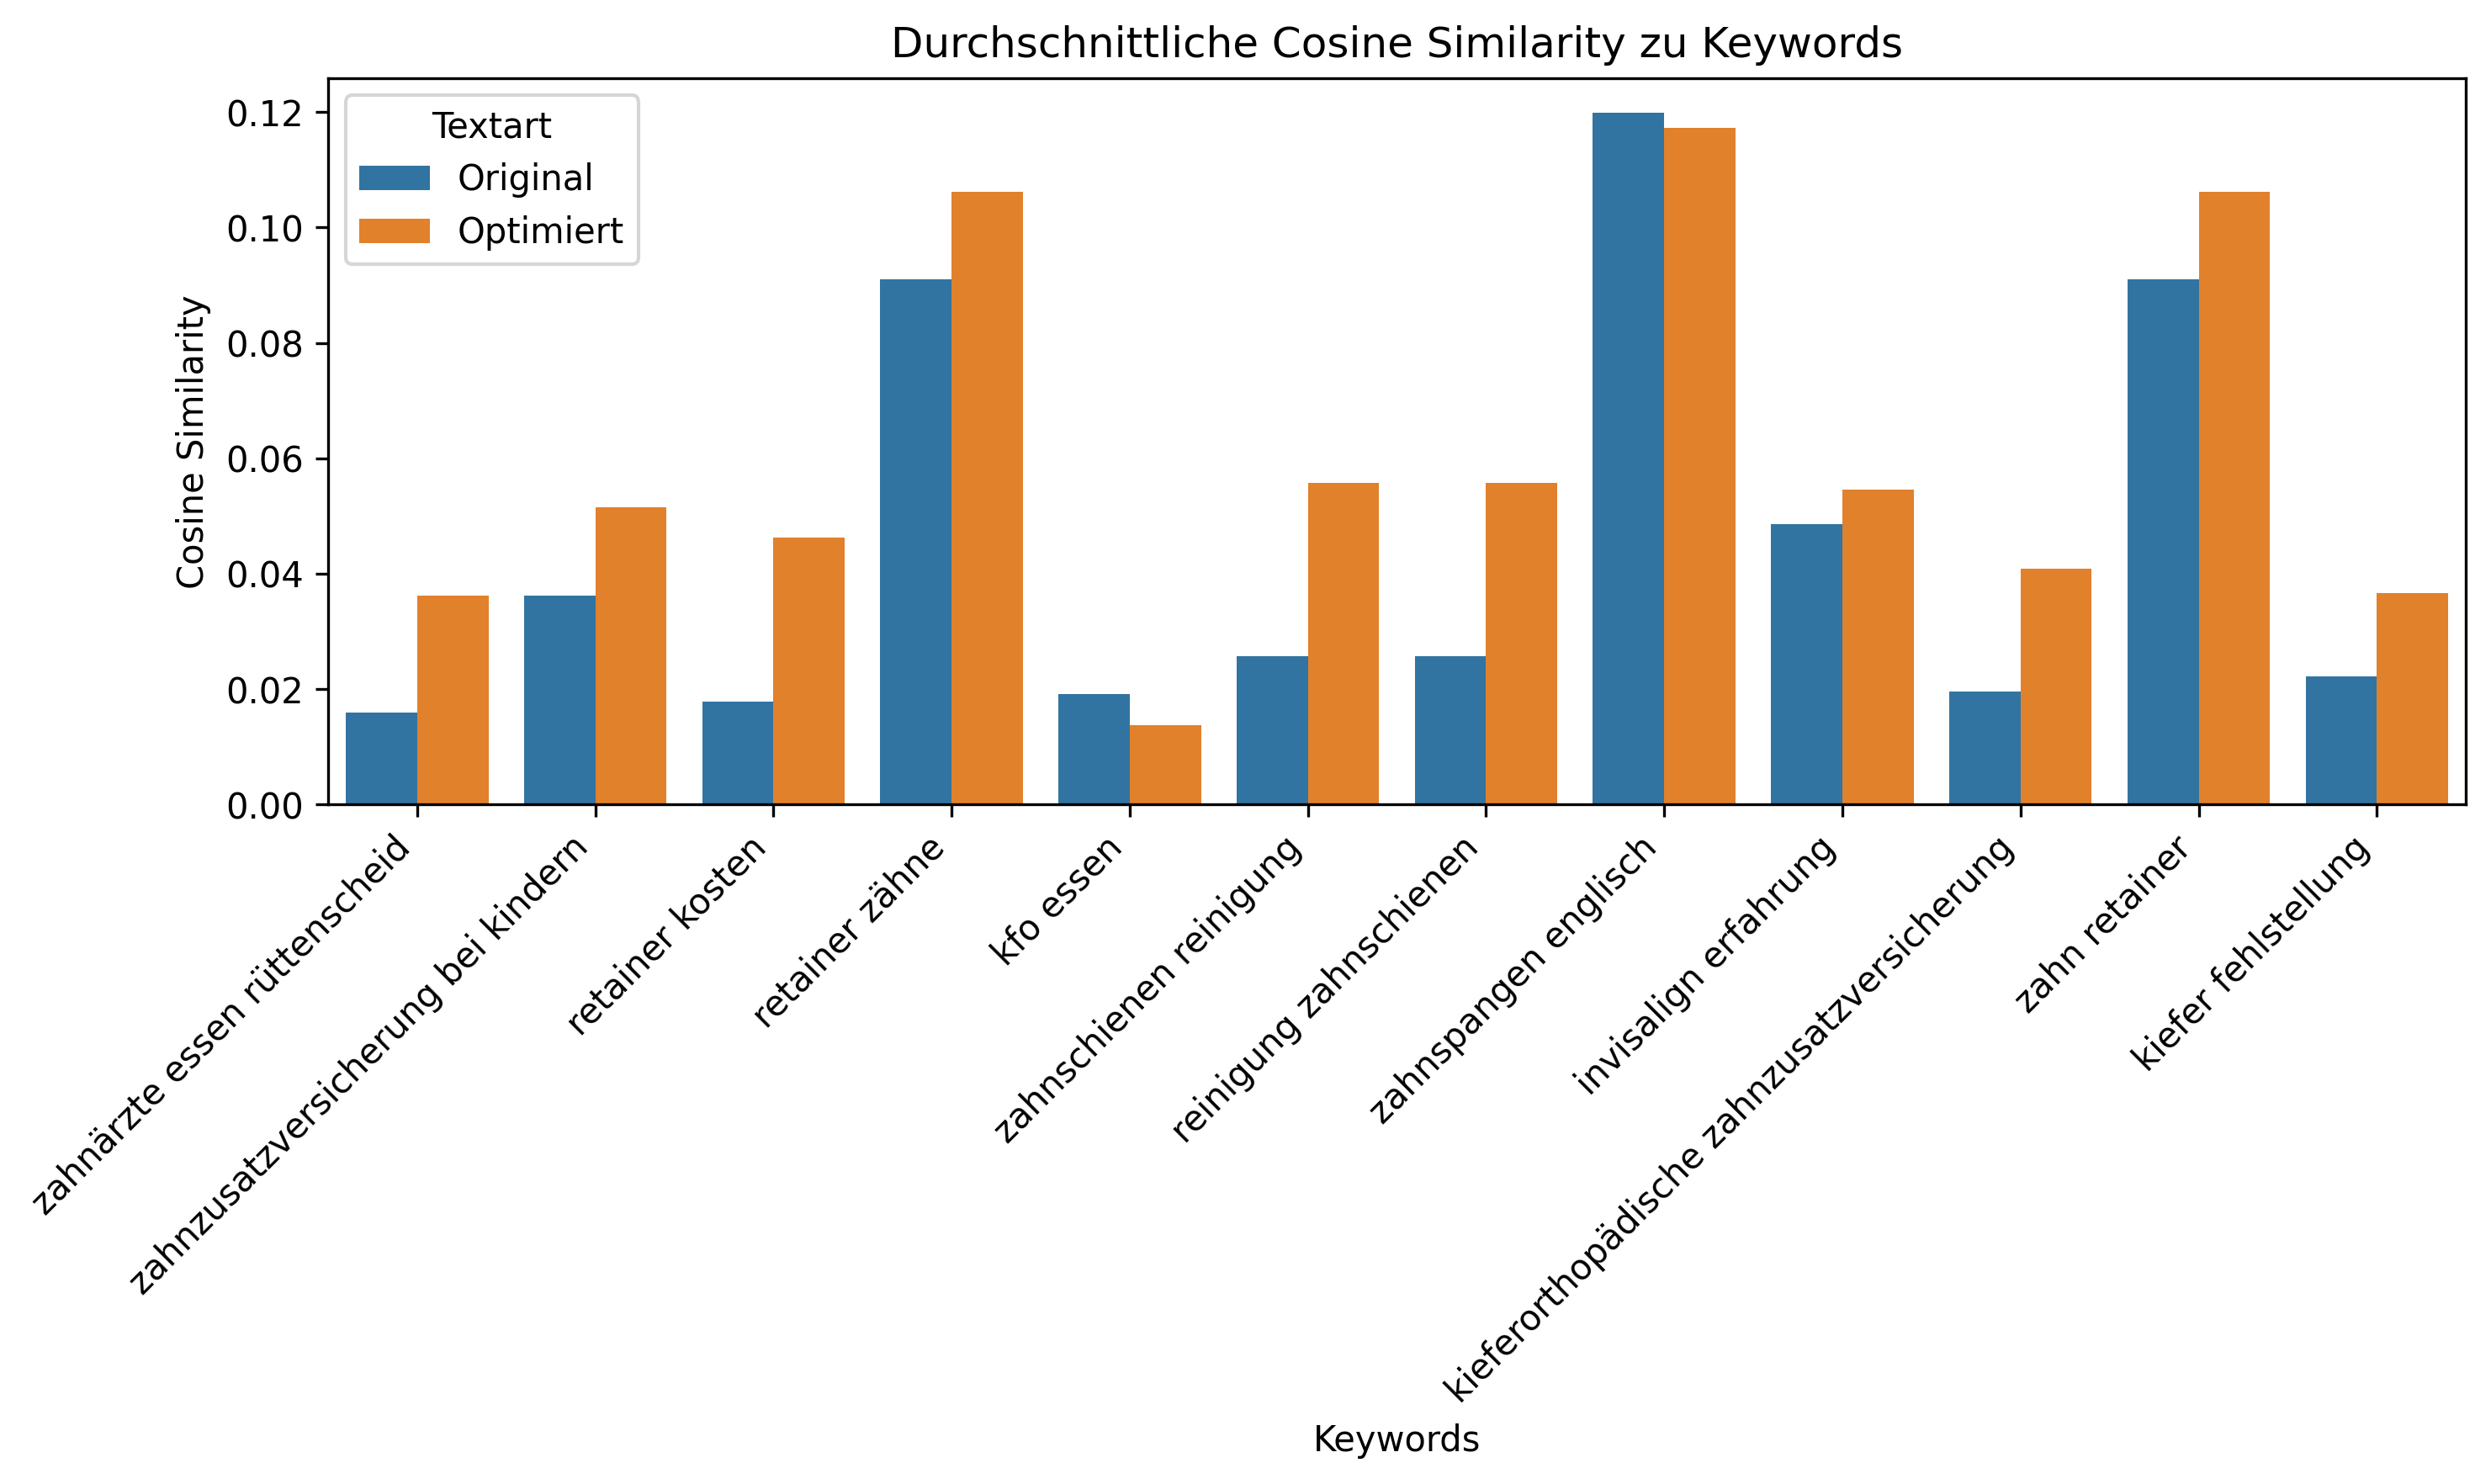 Durchschnittliche Cosine Similarity zu Keywords
Textart
Original
Optimiert
Cosine Similarity
0.12
0.10
0.08
0.06
0.04
0.02
0.00
zahnärzte essen rüttenscheid
zahnzusatzversicherung bei kindern
retainer kosten
retainer zähne
kfo essen
zahnschienen reinigung
reinigung zahnschienen
zahnspangen englisch
invisalign erfahrung
kieferorthopädische zahnzusatzversicherung
zahn retainer
kiefer fehlstellung
Keywords